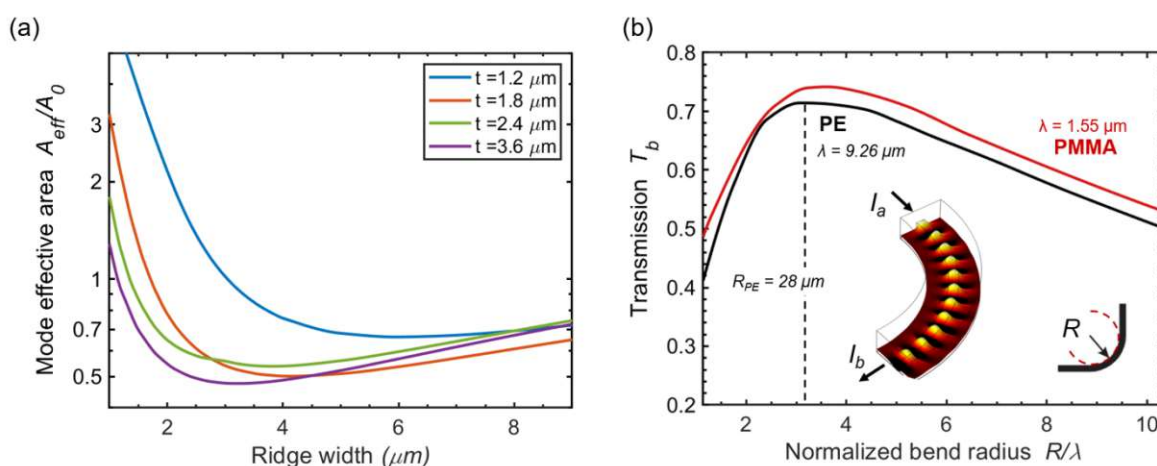 (a)
Mode effective area A_eff/A_0
3
2
1
0.7
0.5
2
4
6
8
Ridge width (μm)
t =1.2 μm
t =1.8 μm
t =2.4 μm
t =3.6 μm
(b)
Transmission T_b
0.8
0.7
0.6
0.5
0.4
0.3
0.2
2
4
6
8
10
Normalized bend radius R/λ
PE
λ = 9.26 μm
λ = 1.55 μm
PMMA
I_a
R_PE = 28 μm
I_b
R